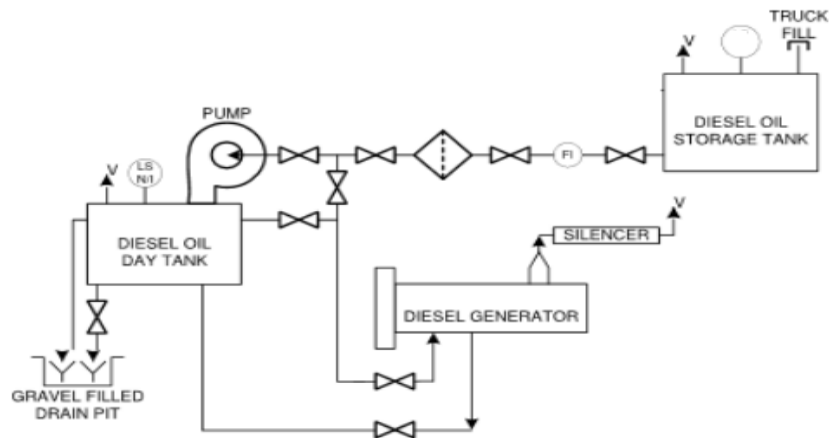 TRUCK
FILL
V
DIESEL OIL
STORAGE TANK
PUMP
FI
V
LS
N/1
DIESEL OIL
DAY TANK
V
SILENCER
DIESEL GENERATOR
GRAVEL FILLED
DRAIN PIT